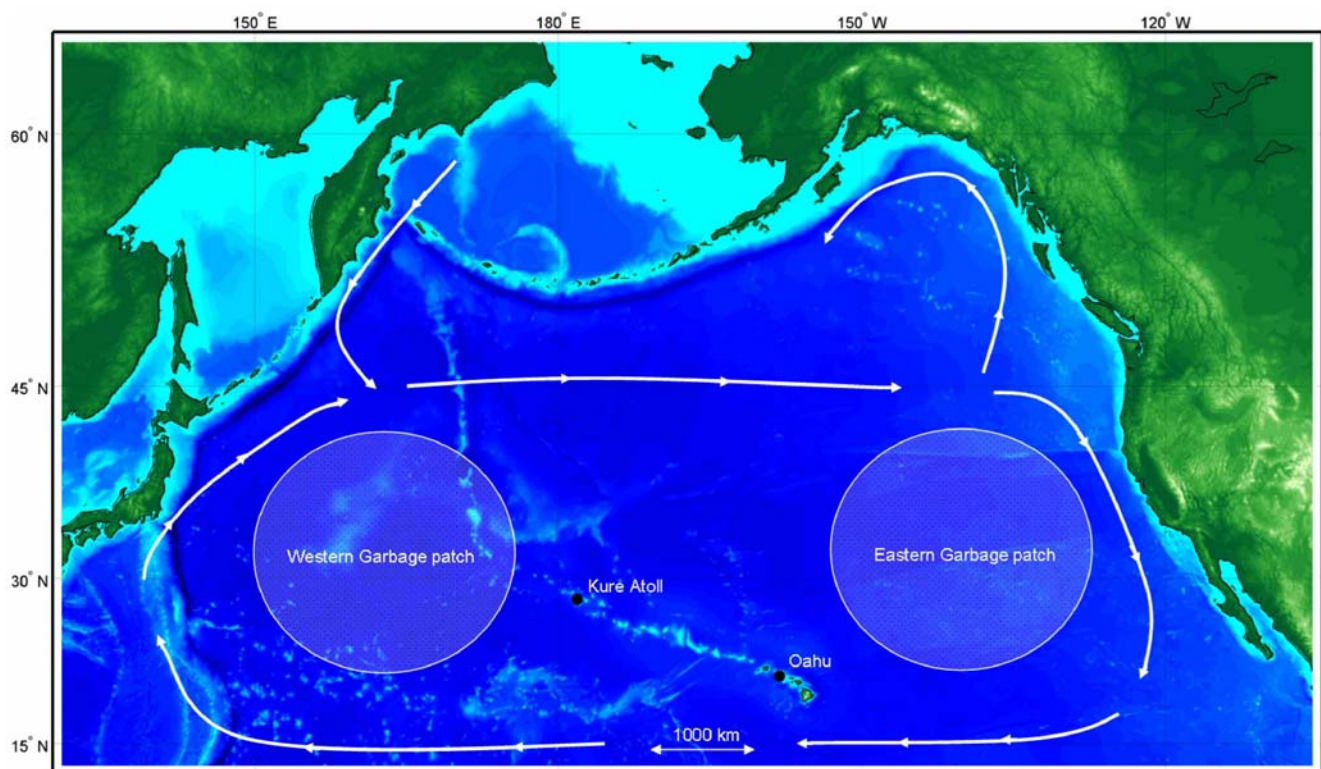 150° E 180° E 150° W 120° W
60° N
45° N
Western Garbage patch Eastern Garbage patch
30° N
Kure Atoll
Oahu
1000 km
15° N